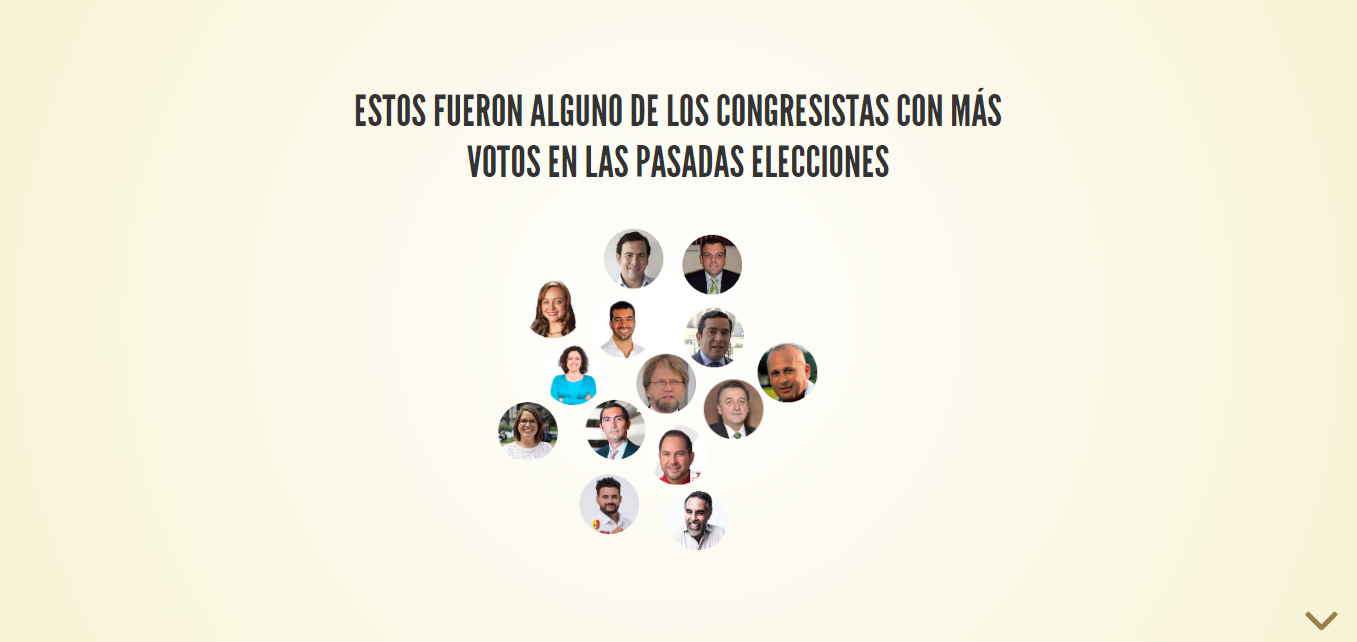 ESTOS FUERON ALGUNO DE LOS CONGRESISTAS CON MÁS
VOTOS EN LAS PASADAS ELECCIONES